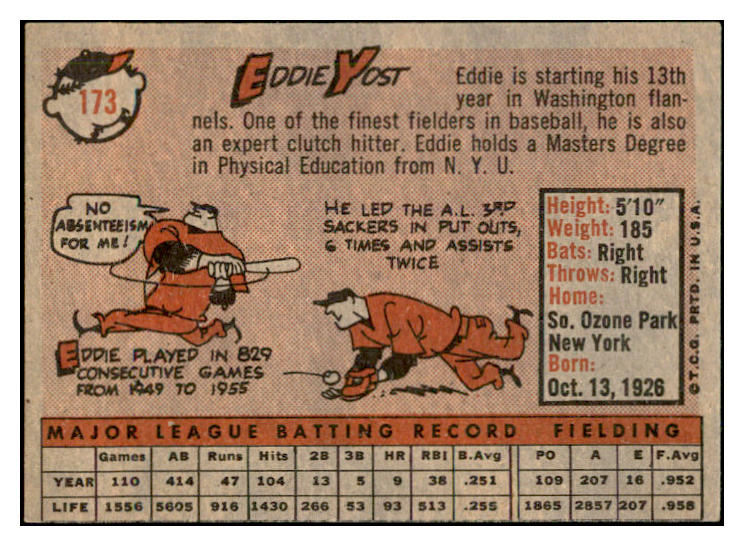 173
EDDIE YOST
Eddie is starting his 13th
year in Washington flan-
nels. One of the finest fielders in baseball, he is also
an expert clutch hitter. Eddie holds a Masters Degree
in Physical Education from N. Y. U.
NO
ABSENTEEISM
FOR ME!
EDDIE PLAYED IN 829
CONSECUTIVE GAMES
FROM 1949 TO 1955
HE LED THE A.L. 3RD
SACKERS IN PUT OUTS,
6 TIMES AND ASSISTS
TWICE
Height: 5'10"
Weight: 185
Bats: Right
Throws: Right
Home:
So. Ozone Park
New York
Born:
Oct. 13, 1926
© T.C.G. PRTD. IN U.S.A.
MAJOR LEAGUE BATTING RECORD FIELDING
Games AB Runs Hits 2B 3B HR RBI B.Avg PO A E F.Avg
YEAR 110 414 47 104 13 5 9 38 .251 109 207 16 .952
LIFE 1556 5605 916 1430 266 53 93 513 .255 1865 2857 207 .958